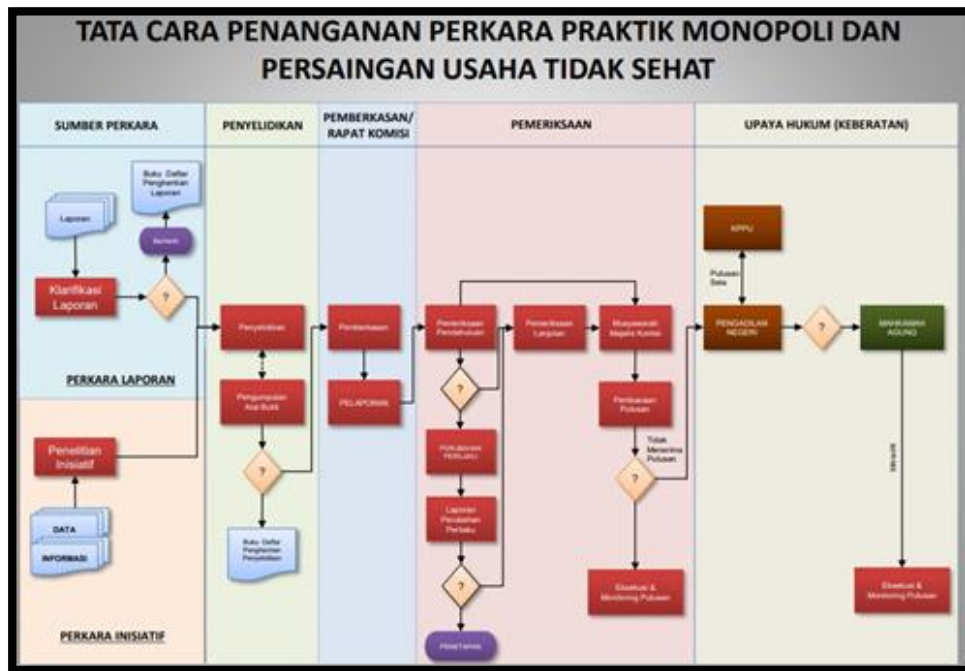 TATA CARA PENANGANAN PERKARA PRAKTIK MONOPOLI DAN
PERSAINGAN USAHA TIDAK SEHAT
SUMBER PERKARA
PENYELIDIKAN
PEMBERKASAN/
RAPAT KOMISI
PEMERIKSAAN
UPAYA HUKUM (KEBERATAN)
Laporan
Buku Daftar
Penghentian
Laporan
Berhenti
Klarifikasi
Laporan
?
PERKARA LAPORAN
Penelitian
Inisiatif
DATA
INFORMASI
PERKARA INISIATIF
Penyelidikan
Pengumpulan
Alat Bukti
?
Buku Daftar
Penghentian
Penyelidikan
Pemberkasan
PELAPORAN
Pemeriksaan
Pendahuluan
?
PERUBAHAN
PERILAKU
Laporan
Perubahan
Perilaku
?
PENETAPAN
Pemeriksaan
Lanjutan
Musyawarah
Majelis Komisi
Pembacaan
Putusan
Tidak
Menerima
Putusan
?
Eksekusi &
Monitoring Putusan
KPPU
Putusan
Sela
PENGADILAN
NEGERI
?
MAHKAMAH
AGUNG
Eksekusi &
Monitoring Putusan